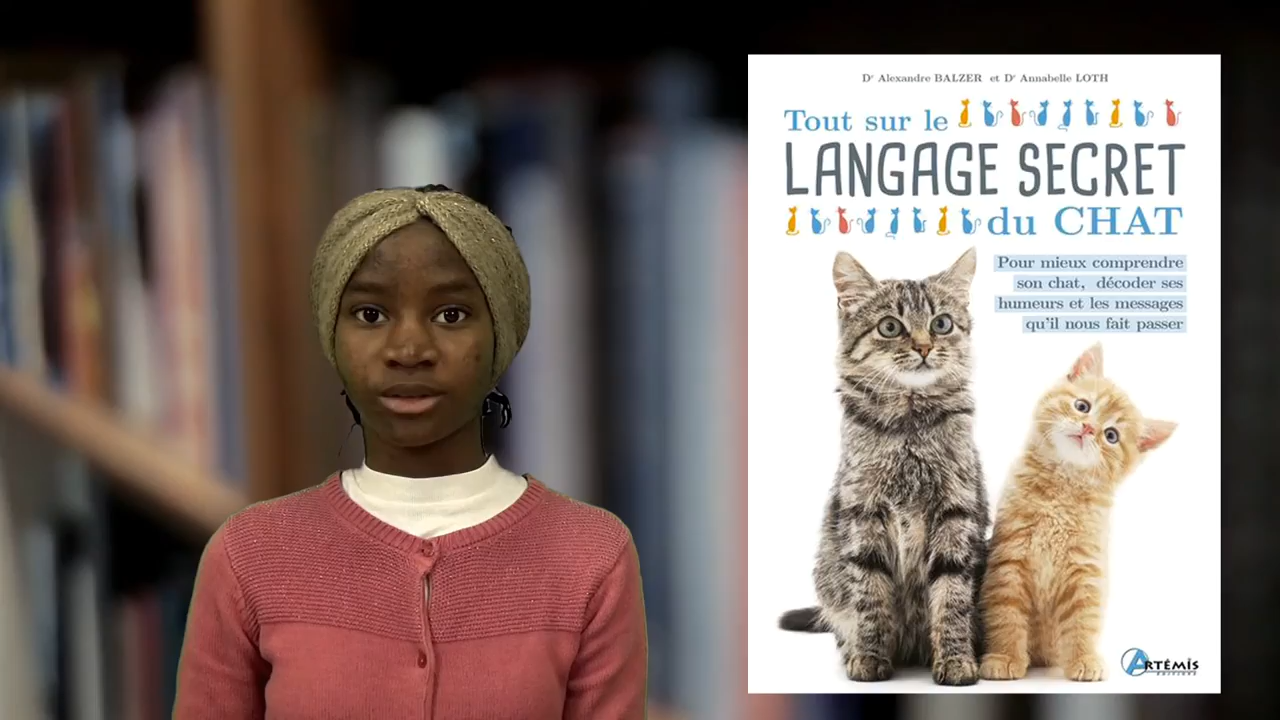 Dr Alexandre BALZER et Dr Annabelle LOTH
Tout sur le
LANGAGE SECRET
du CHAT
Pour mieux comprendre
son chat, décoder ses
humeurs et les messages
qu'il nous fait passer
ARTÉMIS
ÉDITIONS